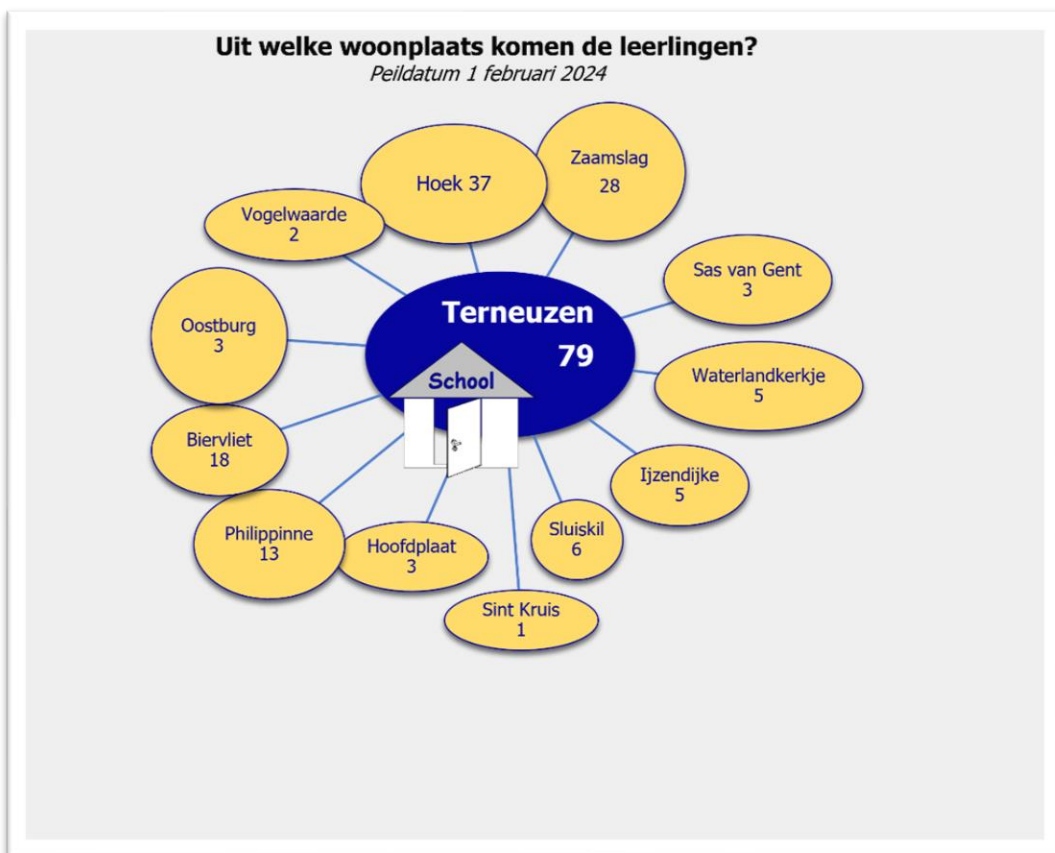 Uit welke woonplaats komen de leerlingen?
Peildatum 1 februari 2024
Zaamslag
28
Hoek 37
Vogelwaarde
2
Sas van Gent
3
Terneuzen
79
Oostburg
3
School
Waterlandkerkje
5
Biervliet
18
Ijzendijke
5
Sluiskil
6
Philippinne
13
Hoofdplaat
3
Sint Kruis
1